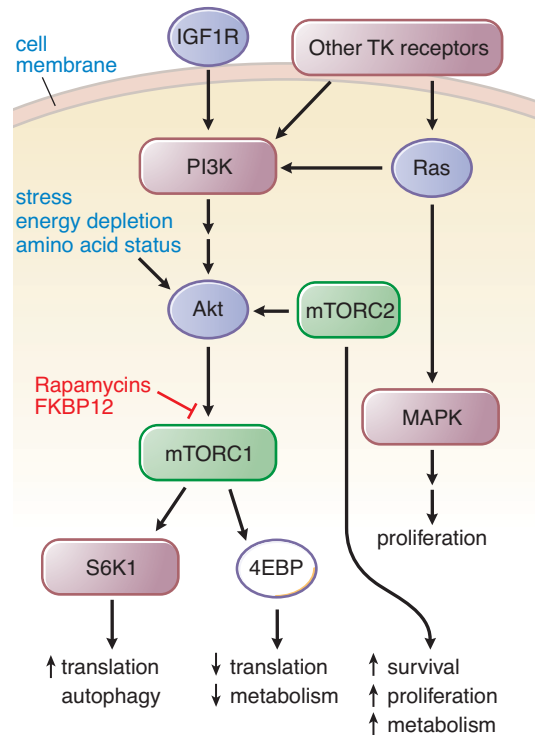 IGF1R
Other TK receptors
cell
membrane
PI3K
Ras
stress
energy depletion
amino acid status
Akt
mTORC2
Rapamycins
FKBP12
mTORC1
MAPK
proliferation
S6K1
4EBP
↑ translation
autophagy
↓ translation
↓ metabolism
↑ survival
↑ proliferation
↑ metabolism